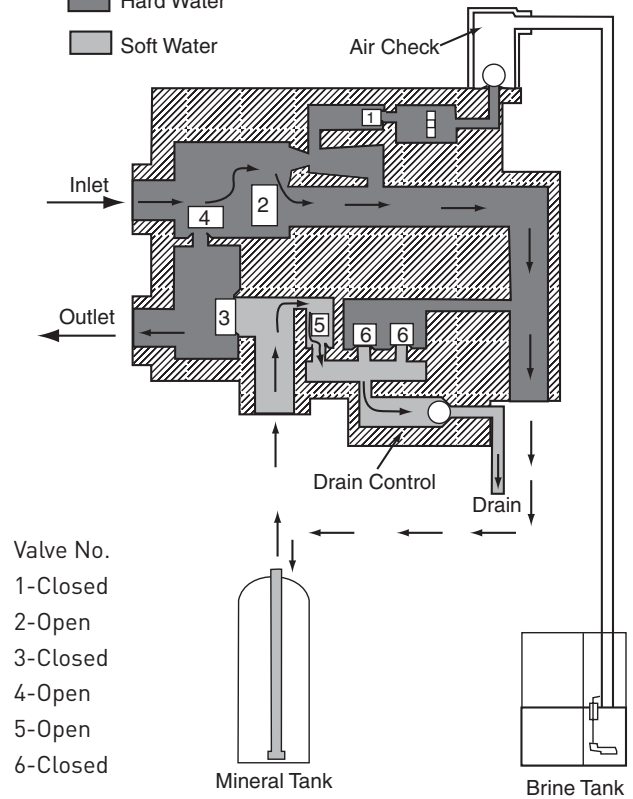 Hard Water
Soft Water
Air Check
1
Inlet
2
4
Outlet
3
5
6
6
Drain Control
Drain
Valve No.
1-Closed
2-Open
3-Closed
4-Open
5-Open
6-Closed
Mineral Tank
Brine Tank